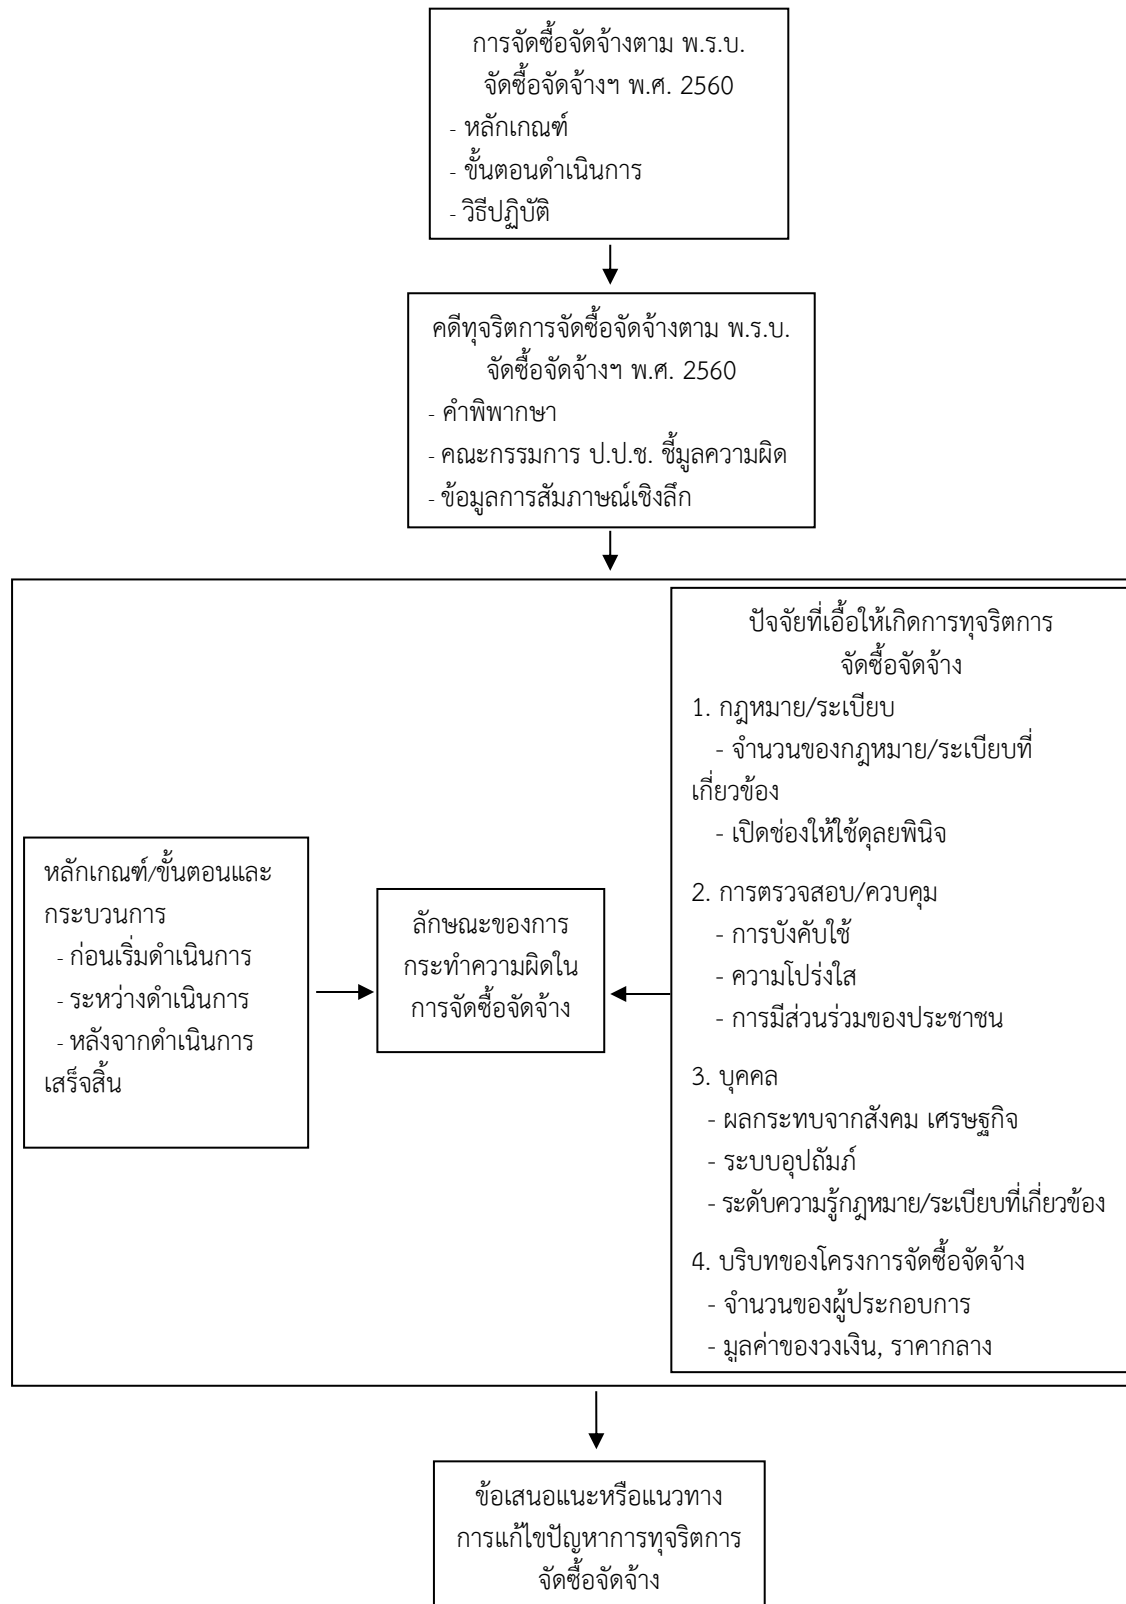 การจัดซื้อจัดจ้างตาม พ.ร.บ.
จัดซื้อจัดจ้างฯ พ.ศ. 2560
- หลักเกณฑ์
- ขั้นตอนดำเนินการ
- วิธีปฏิบัติ
คดีทุจริตการจัดซื้อจัดจ้างตาม พ.ร.บ.
จัดซื้อจัดจ้างฯ พ.ศ. 2560
- คำพิพากษา
- คณะกรรมการ ป.ป.ช. ชี้มูลความผิด
- ข้อมูลการสัมภาษณ์เชิงลึก
หลักเกณฑ์/ขั้นตอนและ
กระบวนการ
- ก่อนเริ่มดำเนินการ
- ระหว่างดำเนินการ
- หลังจากดำเนินการ
เสร็จสิ้น
ลักษณะของการ
กระทำความผิดใน
การจัดซื้อจัดจ้าง
ปัจจัยที่เอื้อให้เกิดการทุจริตการ
จัดซื้อจัดจ้าง
1. กฎหมาย/ระเบียบ
- จำนวนของกฎหมาย/ระเบียบที่
เกี่ยวข้อง
- เปิดช่องให้ใช้ดุลยพินิจ
2. การตรวจสอบ/ควบคุม
- การบังคับใช้
- ความโปร่งใส
- การมีส่วนร่วมของประชาชน
3. บุคคล
- ผลกระทบจากสังคม เศรษฐกิจ
- ระบบอุปถัมภ์
- ระดับความรู้กฎหมาย/ระเบียบที่เกี่ยวข้อง
4. บริบทของโครงการจัดซื้อจัดจ้าง
- จำนวนของผู้ประกอบการ
- มูลค่าของวงเงิน, ราคากลาง
ข้อเสนอแนะหรือแนวทาง
การแก้ไขปัญหาการทุจริตการ
จัดซื้อจัดจ้าง